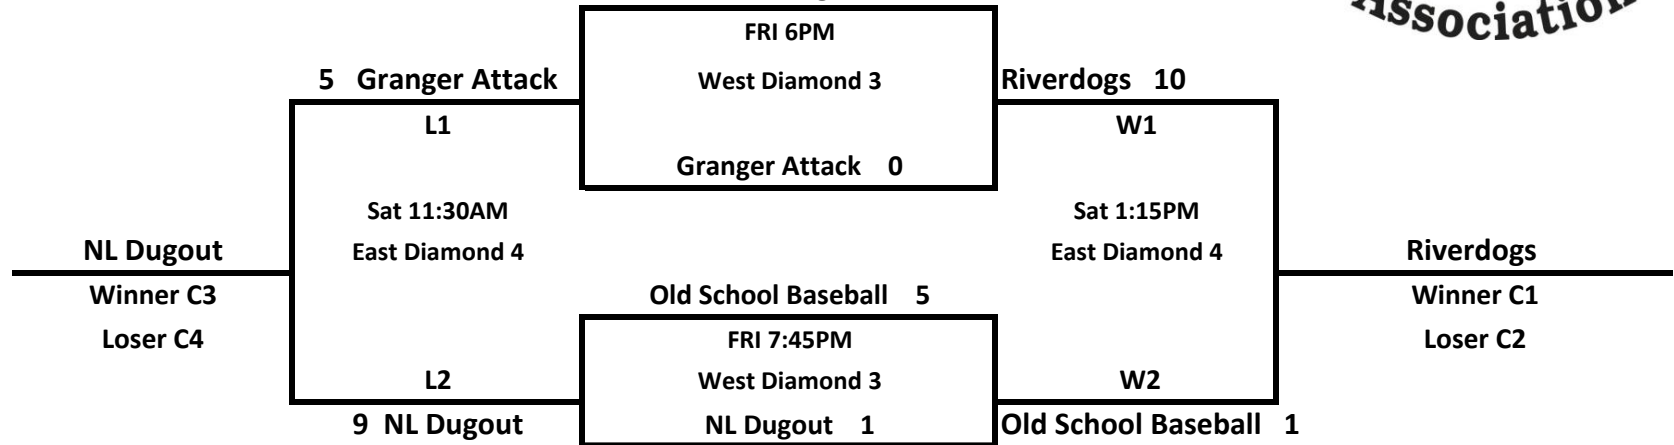 Association
FRI 6PM
5 Granger Attack
West Diamond 3
Riverdogs 10
L1
W1
Granger Attack 0
Sat 11:30AM
Sat 1:15PM
NL Dugout
East Diamond 4
East Diamond 4
Riverdogs
Winner C3
Old School Baseball 5
Winner C1
Loser C4
FRI 7:45PM
Loser C2
L2
West Diamond 3
W2
9 NL Dugout
NL Dugout 1
Old School Baseball 1